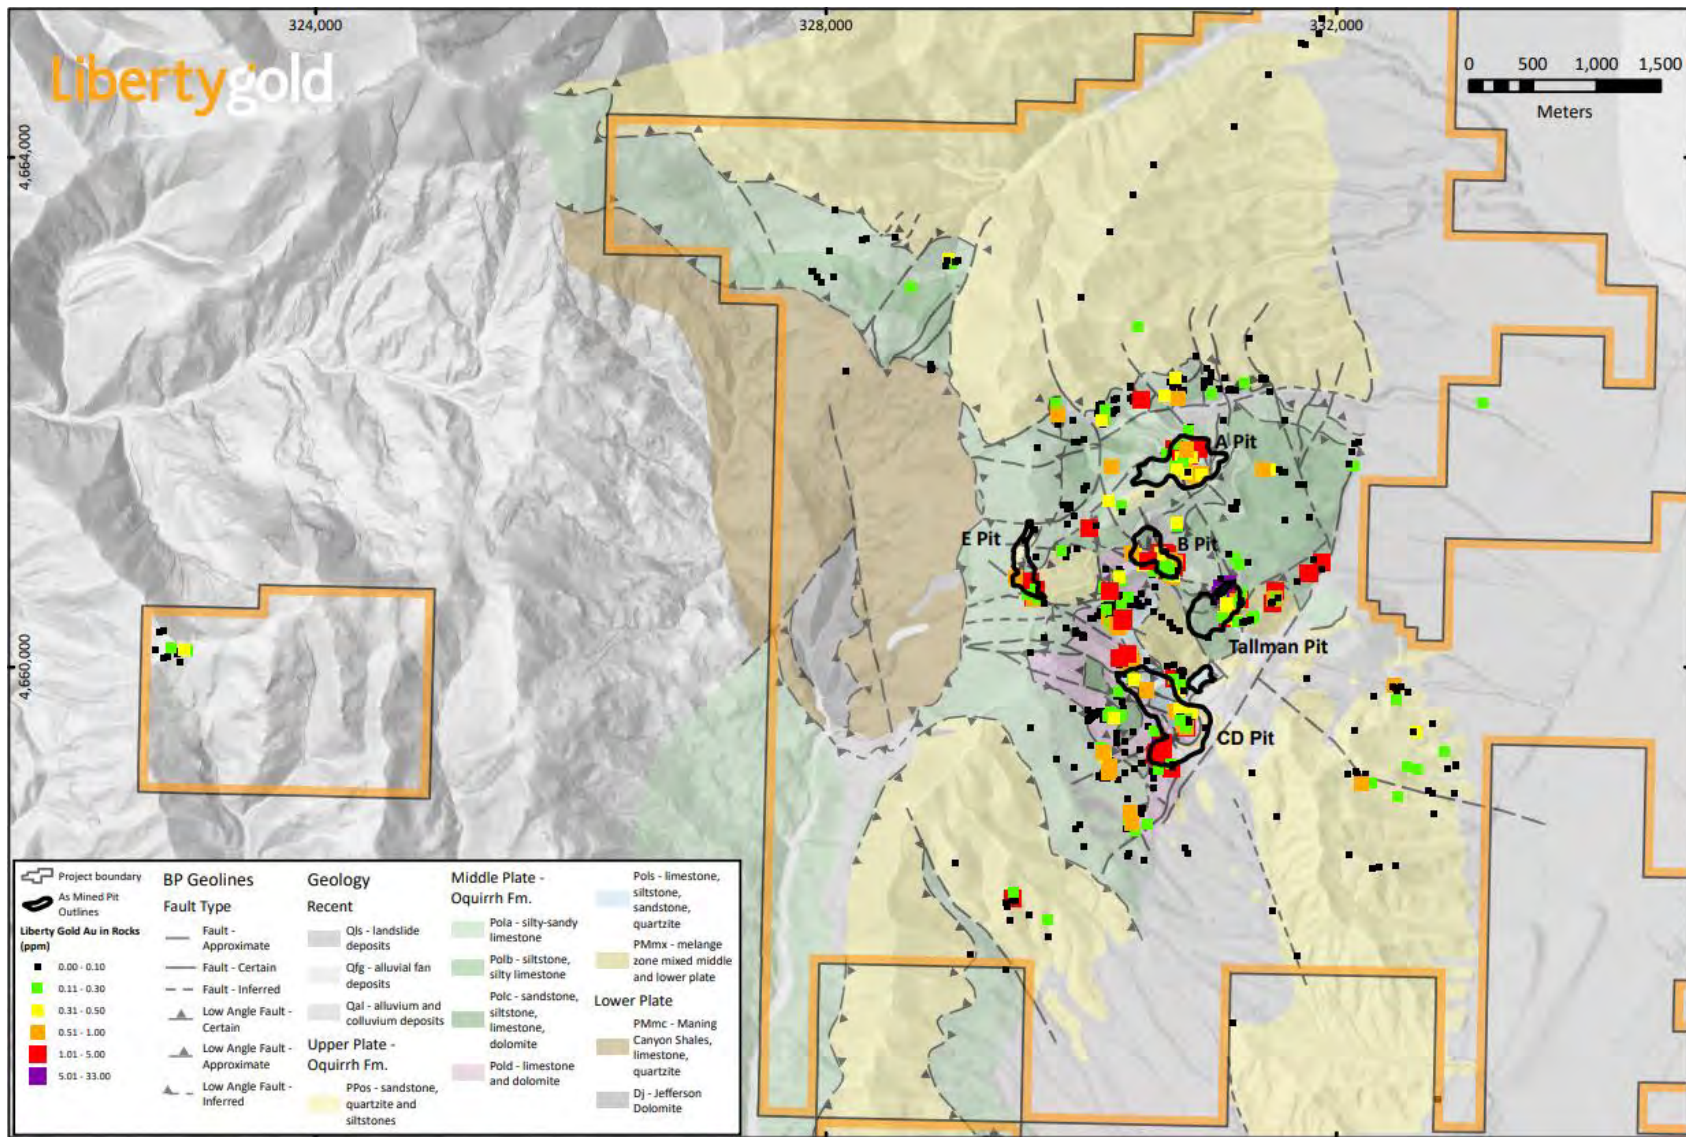 324,000
328,000
332,000
Libertygold
0 500 1,000 1,500
Meters
4,664,000
4,660,000
A Pit
E Pit
B Pit
Tallman Pit
CD Pit
Project boundary
As Mined Pit
Outlines
Liberty Gold Au in Rocks
(ppm)
0.00 - 0.10
0.11 - 0.30
0.31 - 0.50
0.51 - 1.00
1.01 - 5.00
5.01 - 33.00
BP Geolines
Fault Type
Fault -
Approximate
Fault - Certain
Fault - Inferred
Low Angle Fault -
Certain
Low Angle Fault -
Approximate
Low Angle Fault -
Inferred
Geology
Recent
Qls - landslide
deposits
Qfg - alluvial fan
deposits
Qal - alluvium and
colluvium deposits
Upper Plate -
Oquirrh Fm.
PPos - sandstone,
quartzite and
siltstones
Middle Plate -
Oquirrh Fm.
Pola - silty-sandy
limestone
Polb - siltstone,
silty limestone
Polc - sandstone,
siltstone,
limestone,
dolomite
Pold - limestone
and dolomite
Pols - limestone,
siltstone,
sandstone,
quartzite
PMmx - melange
zone mixed middle
and lower plate
Lower Plate
PMmc - Maning
Canyon Shales,
limestone,
quartzite
Dj - Jefferson
Dolomite